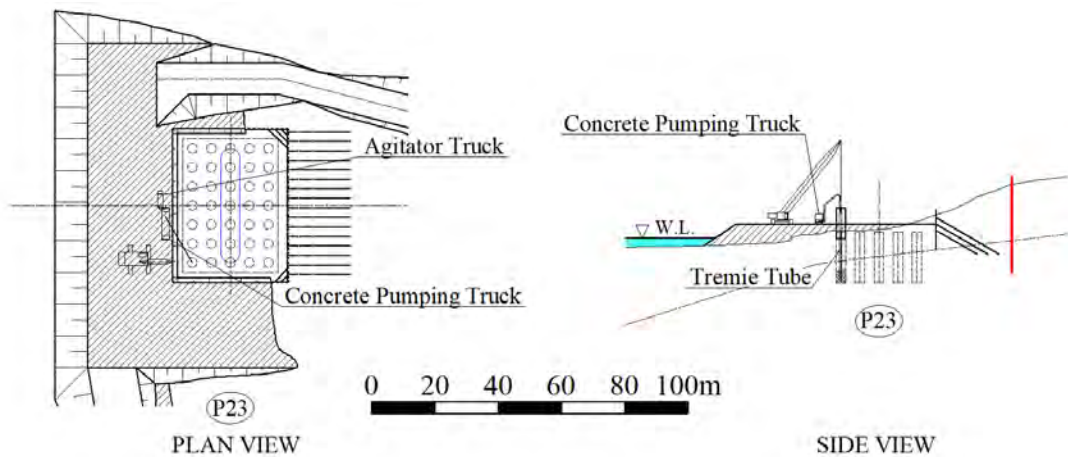 Agitator Truck
Concrete Pumping Truck
P23
PLAN VIEW
0 20 40 60 80 100m
Concrete Pumping Truck
W.L.
Tremie Tube
P23
SIDE VIEW